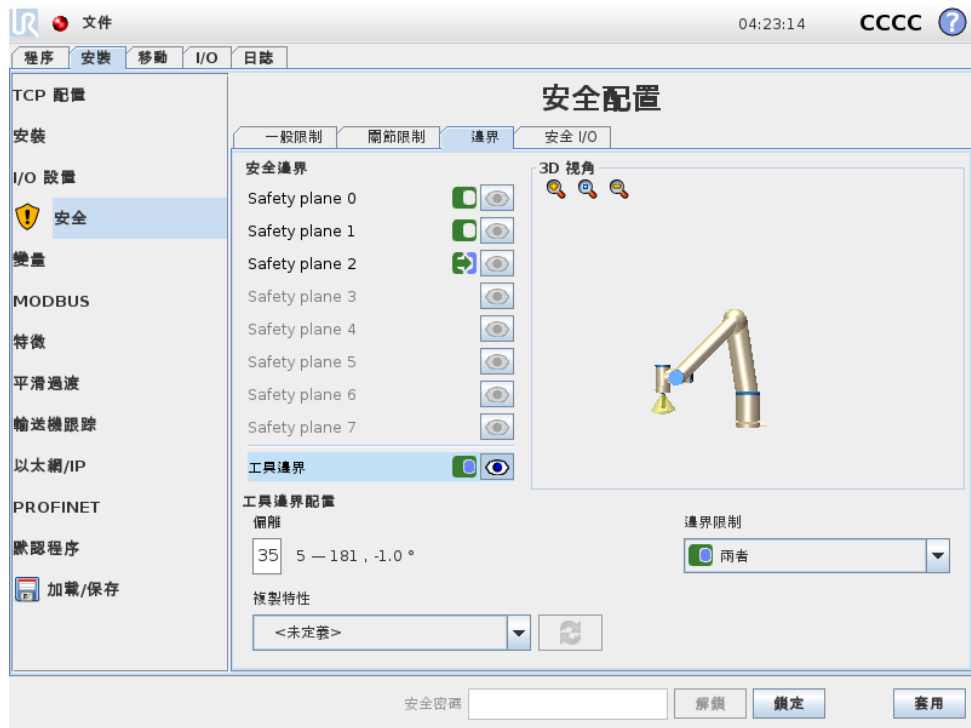 UR 文件 04:23:14 CCCC ?
程序 安裝 移動 I/O 日誌
TCP 配置
安裝
I/O 設置
安全
變量
MODBUS
特徵
平滑過渡
輸送機跟踪
以太網/IP
PROFINET
默認程序
加載/保存
安全配置
一般限制 關節限制 邊界 安全 I/O
安全邊界
Safety plane 0
Safety plane 1
Safety plane 2
Safety plane 3
Safety plane 4
Safety plane 5
Safety plane 6
Safety plane 7
工具邊界
3D 視角
工具邊界配置
偏離
35 5 — 181 , -1.0 °
邊界限制
兩者
複製特性
<未定義>
安全密碼 解鎖 鎖定 套用